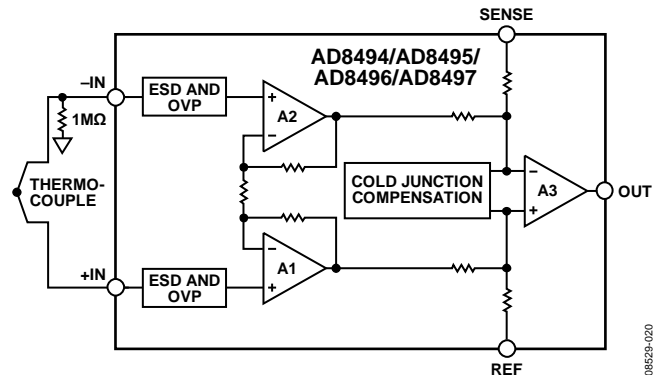 SENSE
AD8494/AD8495/
AD8496/AD8497
–IN
ESD AND
OVP
+
A2
–
1MΩ
THERMO-
COUPLE
COLD JUNCTION
COMPENSATION
–
A3
+
OUT
–
A1
+
+IN
ESD AND
OVP
REF
08529-020